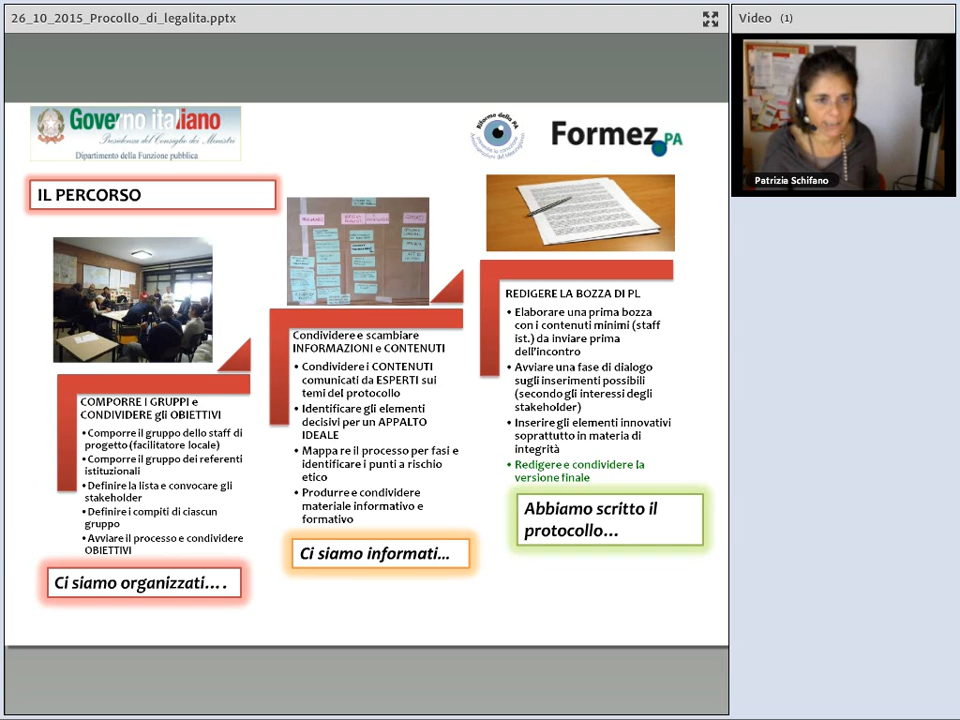 26_10_2015_Procollo_di_legalita.pptx
Video (1)
Patrizia Schifano
Governo italiano
Presidenza del Consiglio dei Ministri
Dipartimento della Funzione pubblica
Riforma della PA
Formez PA
IL PERCORSO
COMPORRE I GRUPPI e
CONDIVIDERE gli OBIETTIVI
•Comporre il gruppo dello staff di
progetto (facilitatore locale)
•Comporre il gruppo dei referenti
istituzionali
•Definire la lista e convocare gli
stakeholder
•Definire i compiti di ciascun
gruppo
•Avviare il processo e condividere
OBIETTIVI
Ci siamo organizzati….
Condividere e scambiare
INFORMAZIONI e CONTENUTI
• Condividere i CONTENUTI
comunicati da ESPERTI sui
temi del protocollo
• Identificare gli elementi
decisivi per un APPALTO
IDEALE
• Mappa re il processo per fasi e
identificare i punti a rischio
etico
• Produrre e condividere
materiale informativo e
formativo
Ci siamo informati...
REDIGERE LA BOZZA DI PL
• Elaborare una prima bozza
con i contenuti minimi (staff
ist.) da inviare prima
dell'incontro
• Avviare una fase di dialogo
sugli inserimenti possibili
(secondo gli interessi degli
stakeholder)
• Inserire gli elementi innovativi
soprattutto in materia di
integrità
• Redigere e condividere la
versione finale
Abbiamo scritto il
protocollo…